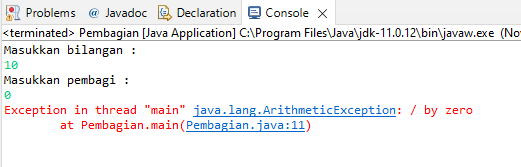 Problems @ Javadoc Declaration Console
<terminated> Pembagian [Java Application] C:\Program Files\Java\jdk-11.0.12\bin\javaw.exe (No
Masukkan bilangan :
10
Masukkan pembagi :
0
Exception in thread "main" java.lang.ArithmeticException: / by zero
at Pembagian.main(Pembagian.java:11)